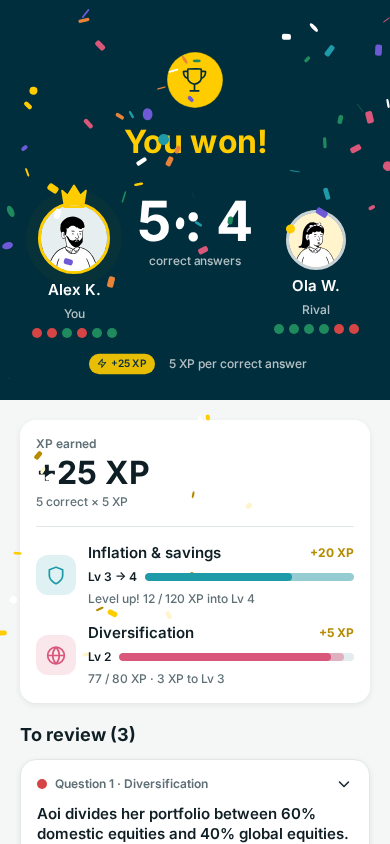 You won!
5 : 4
correct answers
Alex K.
You
Ola W.
Rival
+25 XP
5 XP per correct answer
XP earned
+25 XP
5 correct × 5 XP
Inflation & savings
+20 XP
Lv 3 → 4
Level up! 12 / 120 XP into Lv 4
Diversification
+5 XP
Lv 2
77 / 80 XP · 3 XP to Lv 3
To review (3)
Question 1 · Diversification
Aoi divides her portfolio between 60%
domestic equities and 40% global equities.